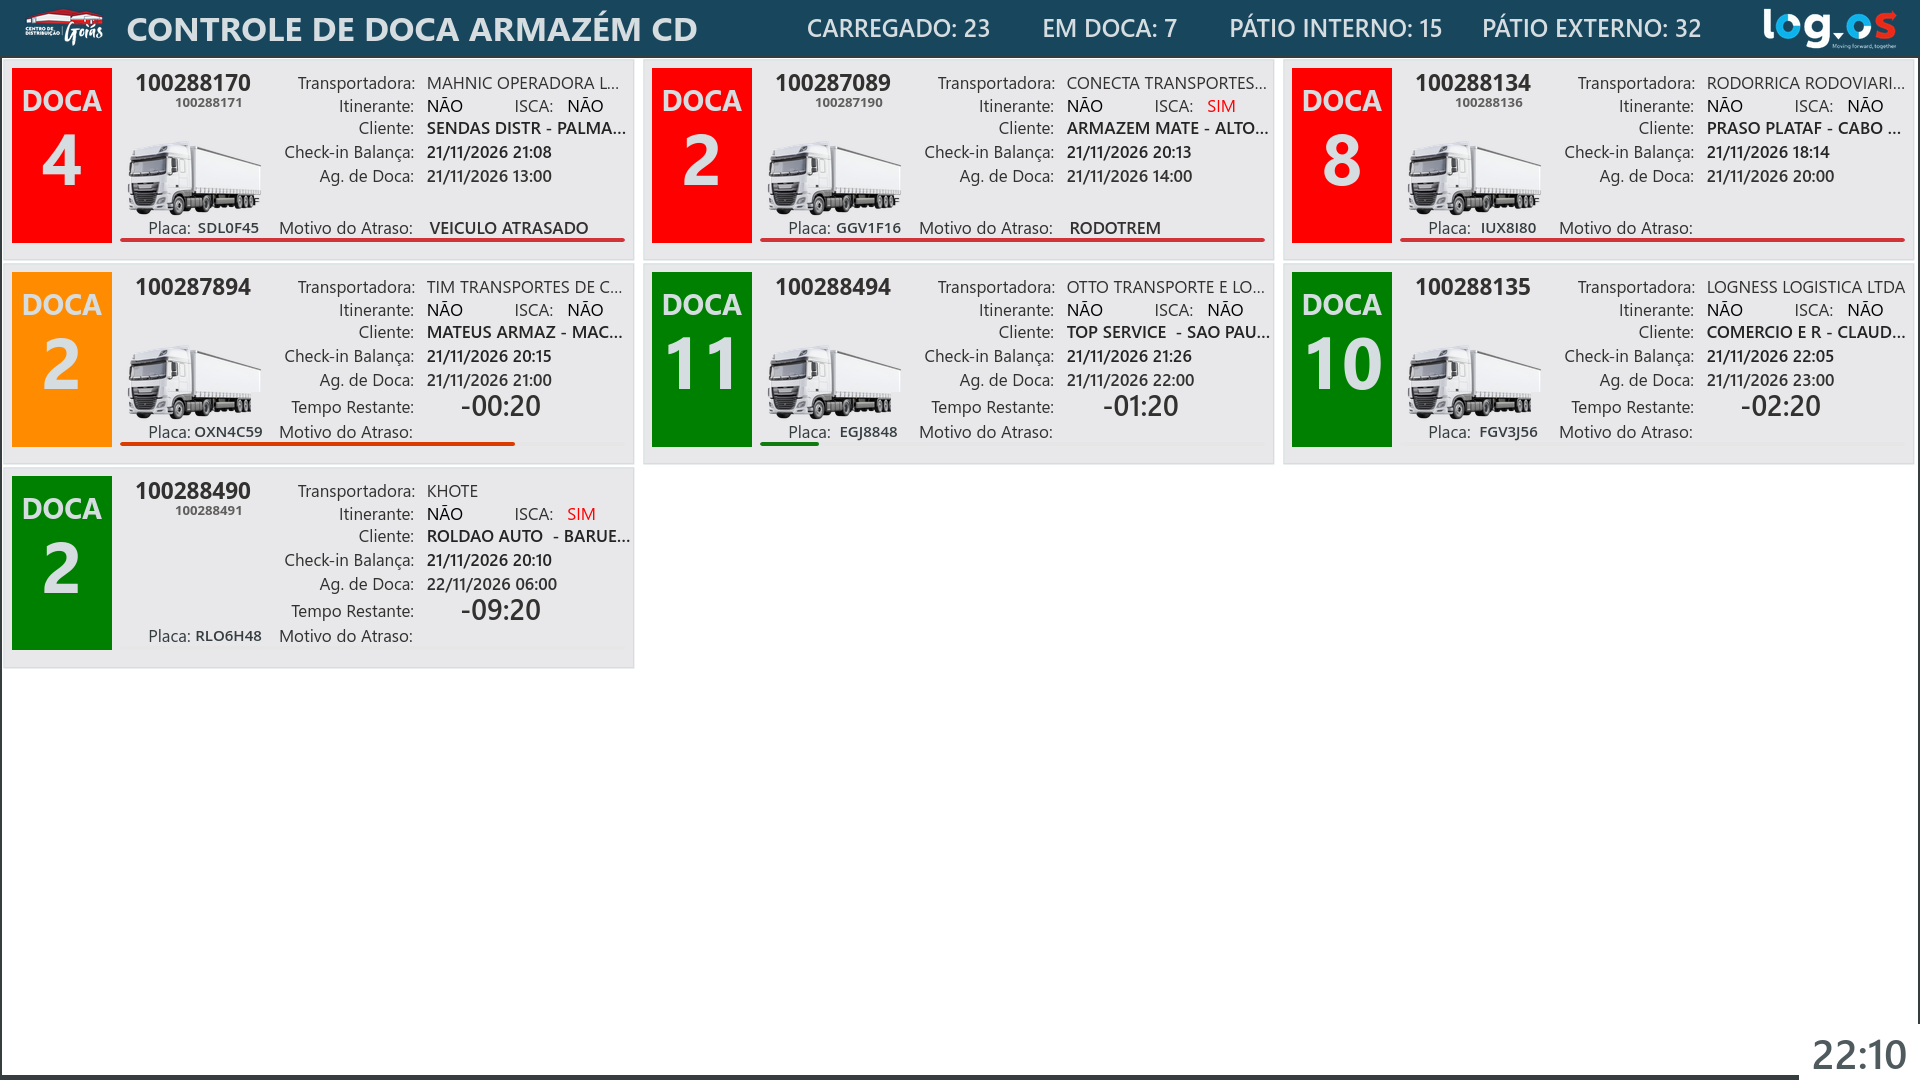 CENTRO DE DISTRIBUIÇÃO Goiás
CONTROLE DE DOCA ARMAZÉM CD
CARREGADO: 23
EM DOCA: 7
PÁTIO INTERNO: 15
PÁTIO EXTERNO: 32
log.os
Moving forward, together
DOCA
4
100288170
100288171
Transportadora: MAHNIC OPERADORA L...
Itinerante: NÃO ISCA: NÃO
Cliente: SENDAS DISTR - PALMA...
Check-in Balança: 21/11/2026 21:08
Ag. de Doca: 21/11/2026 13:00
Placa: SDL0F45
Motivo do Atraso: VEICULO ATRASADO
DOCA
2
100287089
100287190
Transportadora: CONECTA TRANSPORTES...
Itinerante: NÃO ISCA: SIM
Cliente: ARMAZEM MATE - ALTO...
Check-in Balança: 21/11/2026 20:13
Ag. de Doca: 21/11/2026 14:00
Placa: GGV1F16
Motivo do Atraso: RODOTREM
DOCA
8
100288134
100288136
Transportadora: RODORRICA RODOVIARI...
Itinerante: NÃO ISCA: NÃO
Cliente: PRASO PLATAF - CABO ...
Check-in Balança: 21/11/2026 18:14
Ag. de Doca: 21/11/2026 20:00
Placa: IUX8I80
Motivo do Atraso:
DOCA
2
100287894
Transportadora: TIM TRANSPORTES DE C...
Itinerante: NÃO ISCA: NÃO
Cliente: MATEUS ARMAZ - MAC...
Check-in Balança: 21/11/2026 20:15
Ag. de Doca: 21/11/2026 21:00
Tempo Restante: -00:20
Placa: OXN4C59
Motivo do Atraso:
DOCA
11
100288494
Transportadora: OTTO TRANSPORTE E LO...
Itinerante: NÃO ISCA: NÃO
Cliente: TOP SERVICE - SAO PAU...
Check-in Balança: 21/11/2026 21:26
Ag. de Doca: 21/11/2026 22:00
Tempo Restante: -01:20
Placa: EGJ8848
Motivo do Atraso:
DOCA
10
100288135
Transportadora: LOGNESS LOGISTICA LTDA
Itinerante: NÃO ISCA: NÃO
Cliente: COMERCIO E R - CLAUD...
Check-in Balança: 21/11/2026 22:05
Ag. de Doca: 21/11/2026 23:00
Tempo Restante: -02:20
Placa: FGV3J56
Motivo do Atraso:
DOCA
2
100288490
100288491
Transportadora: KHOTE
Itinerante: NÃO ISCA: SIM
Cliente: ROLDAO AUTO - BARUE...
Check-in Balança: 21/11/2026 20:10
Ag. de Doca: 22/11/2026 06:00
Tempo Restante: -09:20
Placa: RLO6H48
Motivo do Atraso:
22:10